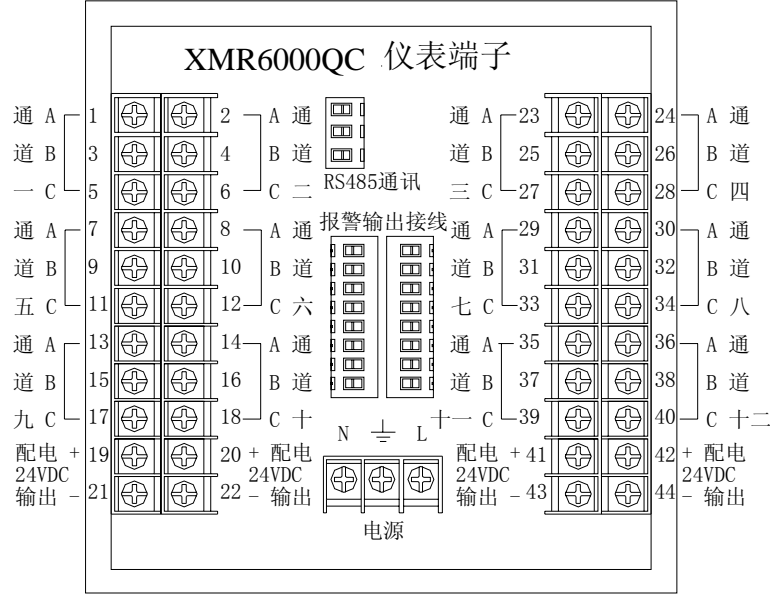 XMR6000QC 仪表端子
通 A 1 2 A 通 通 A 23 24 A 通
道 B 3 4 B 道 道 B 25 26 B 道
一 C 5 6 C 二 RS485通讯 三 C 27 28 C 四
报警输出接线
通 A 7 8 A 通 通 A 29 30 A 通
道 B 9 10 B 道 道 B 31 32 B 道
五 C 11 12 C 六 七 C 33 34 C 八
通 A 13 14 A 通 通 A 35 36 A 通
道 B 15 16 B 道 道 B 37 38 B 道
九 C 17 18 C 十 十一 C 39 40 C 十二
N L
配电 + 19 20 + 配电 配电 + 41 42 + 配电
24VDC 24VDC 24VDC 24VDC
输出 - 21 22 - 输出 输出 - 43 44 - 输出
电源